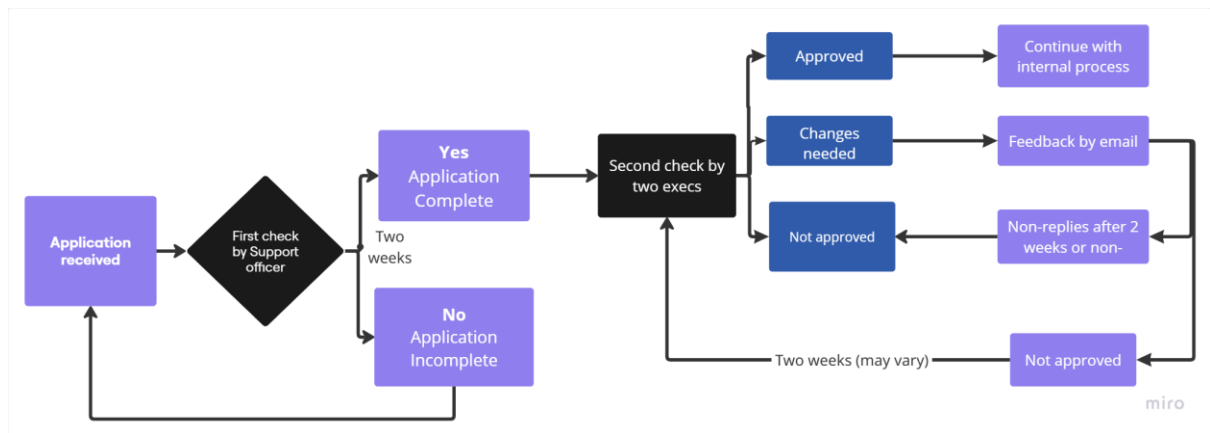 Application
received
First check
by Support
officer
Yes
Application
Complete
Two
weeks
No
Application
Incomplete
Second check by
two execs
Approved
Continue with
internal process
Changes
needed
Feedback by email
Not approved
Non-replies after 2
weeks or non-
Two weeks (may vary)
Not approved
miro